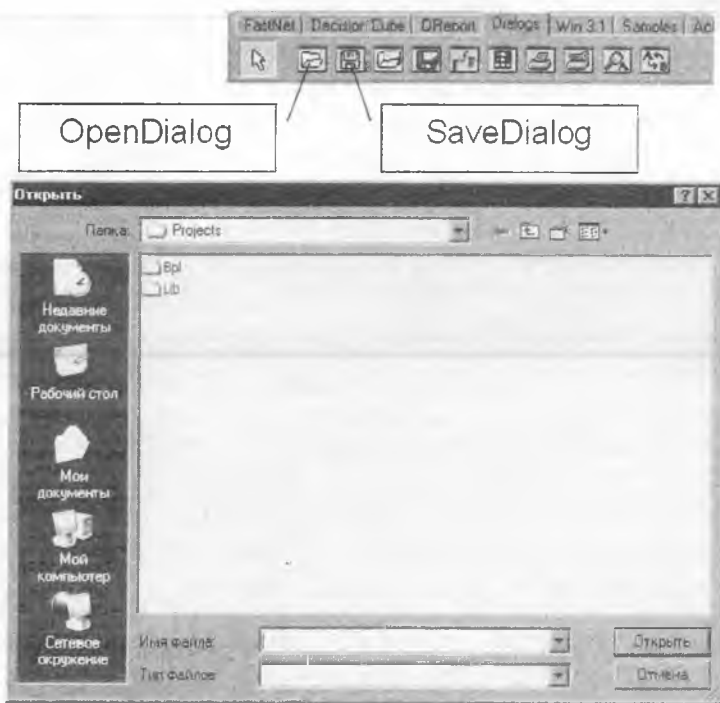 FastNet Decision Cube QReport Dialogs Win 3.1 Samples Act
OpenDialog
SaveDialog
Открыть
Папка:
Projects
Bpl
Lib
Недавние
документы
Рабочий стол
Мои
документы
Мой
компьютер
Сетевое
окружение
Имя файла:
Открыть
Тип файлов:
Отмена